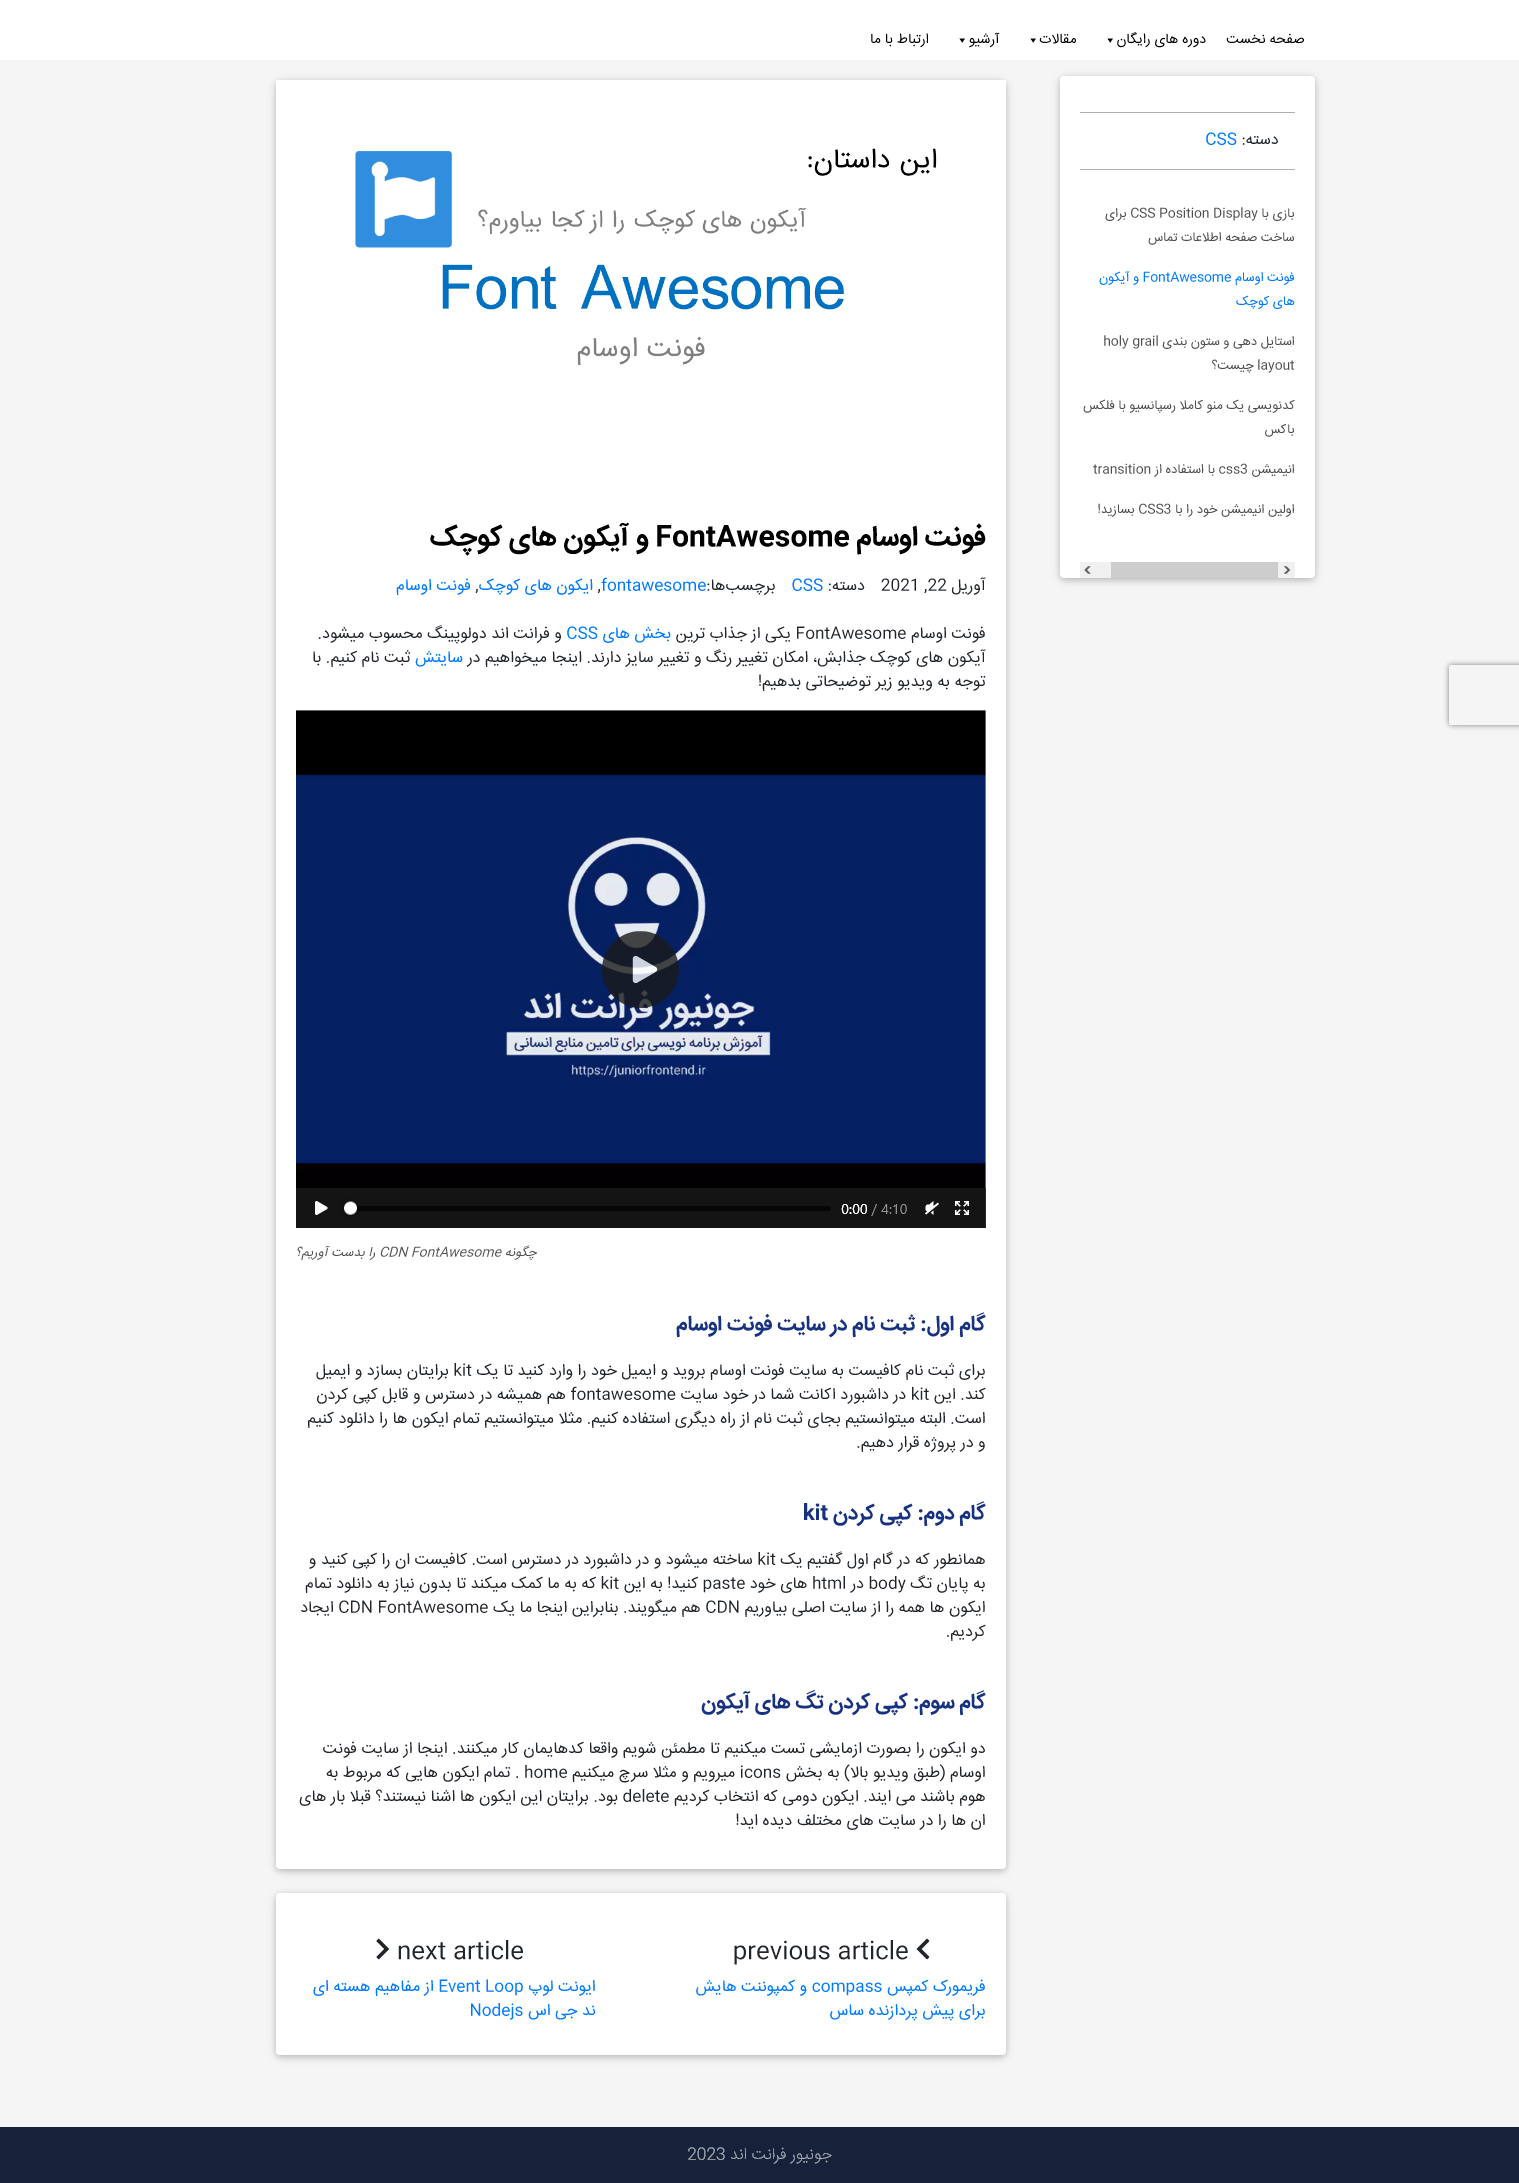 صفحه نخست
دوره های رایگان
مقالات
آرشیو
ارتباط با ما
دسته: CSS
بازی با CSS Position Display برای
ساخت صفحه اطلاعات تماس
فونت اوسام FontAwesome و آیکون
های کوچک
استایل دهی و ستون بندی holy grail
layout چیست؟
کدنویسی یک منو کاملا رسپانسیو با فلکس
باکس
انیمیشن css3 با استفاده از transition
اولین انیمیشن خود را با CSS3 بسازید!
این داستان:
آیکون های کوچک را از کجا بیاورم؟
Font Awesome
فونت اوسام
فونت اوسام FontAwesome و آیکون های کوچک
آوریل 22, 2021 دسته: CSS برچسب‌ها:fontawesome, ایکون های کوچک, فونت اوسام
فونت اوسام FontAwesome یکی از جذاب ترین بخش های CSS و فرانت اند دولوپینگ محسوب میشود.
آیکون های کوچک جذابش، امکان تغییر رنگ و تغییر سایز دارند. اینجا میخواهیم در سایتش ثبت نام کنیم. با
توجه به ویدیو زیر توضیحاتی بدهیم!
جونیور فرانت اند
آموزش برنامه نویسی برای تامین منابع انسانی
https://juniorfrontend.ir
0:00 / 4:10
چگونه CDN FontAwesome را بدست آوریم؟
گام اول: ثبت نام در سایت فونت اوسام
برای ثبت نام کافیست به سایت فونت اوسام بروید و ایمیل خود را وارد کنید تا یک kit برایتان بسازد و ایمیل
کند. این kit در داشبورد اکانت شما در خود سایت fontawesome هم همیشه در دسترس و قابل کپی کردن
است. البته میتوانستیم بجای ثبت نام از راه دیگری استفاده کنیم. مثلا میتوانستیم تمام ایکون ها را دانلود کنیم
و در پروژه قرار دهیم.
گام دوم: کپی کردن kit
همانطور که در گام اول گفتیم یک kit ساخته میشود و در داشبورد در دسترس است. کافیست ان را کپی کنید و
به پایان تگ body در html های خود paste کنید! به این kit که به ما کمک میکند تا بدون نیاز به دانلود تمام
ایکون ها همه را از سایت اصلی بیاوریم CDN هم میگویند. بنابراین اینجا ما یک CDN FontAwesome ایجاد
کردیم.
گام سوم: کپی کردن تگ های آیکون
دو ایکون را بصورت ازمایشی تست میکنیم تا مطمئن شویم واقعا کدهایمان کار میکنند. اینجا از سایت فونت
اوسام (طبق ویدیو بالا) به بخش icons میرویم و مثلا سرچ میکنیم home . تمام ایکون هایی که مربوط به
هوم باشند می ایند. ایکون دومی که انتخاب کردیم delete بود. برایتان این ایکون ها اشنا نیستند؟ قبلا بار های
ان ها را در سایت های مختلف دیده اید!
previous article
فریمورک کمپس compass و کمپوننت هایش
برای پیش پردازنده ساس
next article
ایونت لوپ Event Loop از مفاهیم هسته ای
ند جی اس Nodejs
جونیور فرانت اند 2023